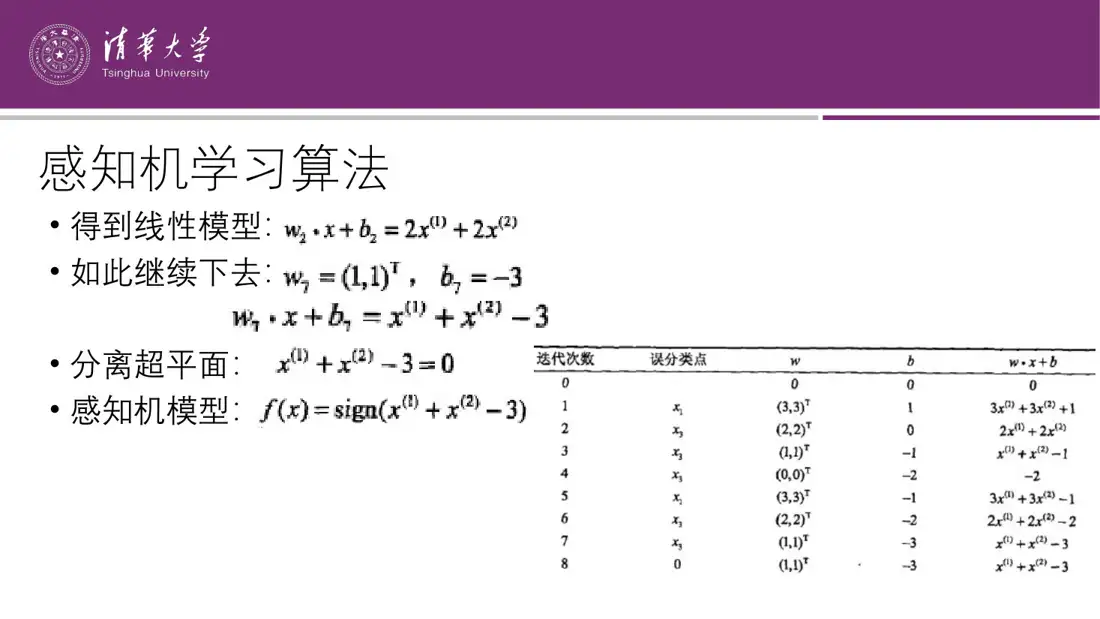 清华大学
Tsinghua University
感知机学习算法
• 得到线性模型: w₂·x+b₂=2x⁽¹⁾+2x⁽²⁾
• 如此继续下去: w₇=(1,1)ᵀ, b₇=−3
w₇·x+b₇=x⁽¹⁾+x⁽²⁾−3
• 分离超平面: x⁽¹⁾+x⁽²⁾−3=0
• 感知机模型: f(x)=sign(x⁽¹⁾+x⁽²⁾−3)
迭代次数 误分类点 w b w·x+b
0 0 0 0
1 x₁ (3,3)ᵀ 1 3x⁽¹⁾+3x⁽²⁾+1
2 x₃ (2,2)ᵀ 0 2x⁽¹⁾+2x⁽²⁾
3 x₃ (1,1)ᵀ −1 x⁽¹⁾+x⁽²⁾−1
4 x₃ (0,0)ᵀ −2 −2
5 x₁ (3,3)ᵀ −1 3x⁽¹⁾+3x⁽²⁾−1
6 x₃ (2,2)ᵀ −2 2x⁽¹⁾+2x⁽²⁾−2
7 x₃ (1,1)ᵀ −3 x⁽¹⁾+x⁽²⁾−3
8 0 (1,1)ᵀ −3 x⁽¹⁾+x⁽²⁾−3